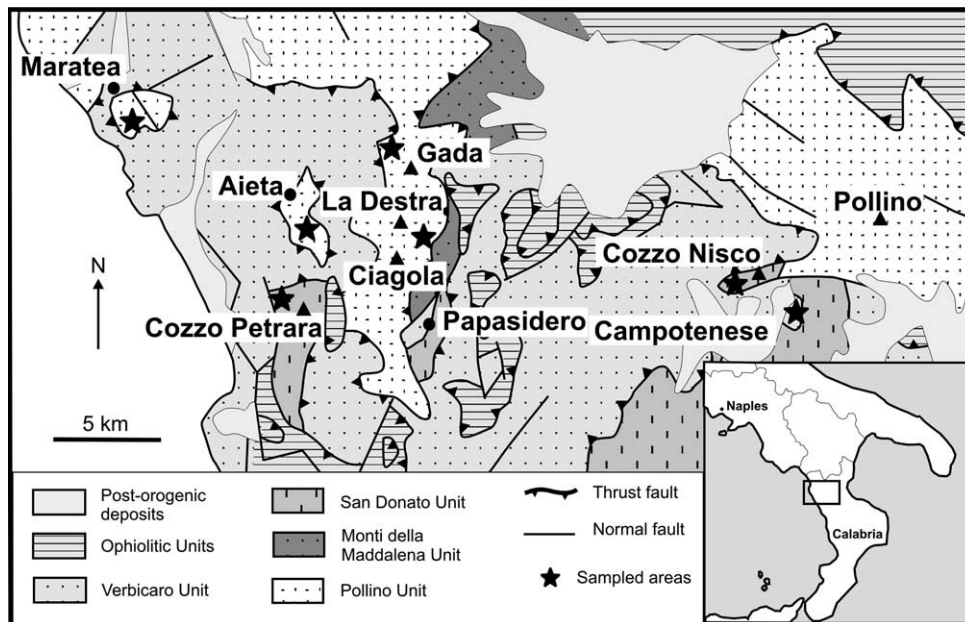 Maratea
Gada
Aieta
La Destra
Pollino
Cozzo Nisco
Ciagola
N
Cozzo Petrara
Papasidero
Campotenese
5 km
Naples
Calabria
Post-orogenic
deposits
Ophiolitic Units
Verbicaro Unit
San Donato Unit
Monti della
Maddalena Unit
Pollino Unit
Thrust fault
Normal fault
Sampled areas